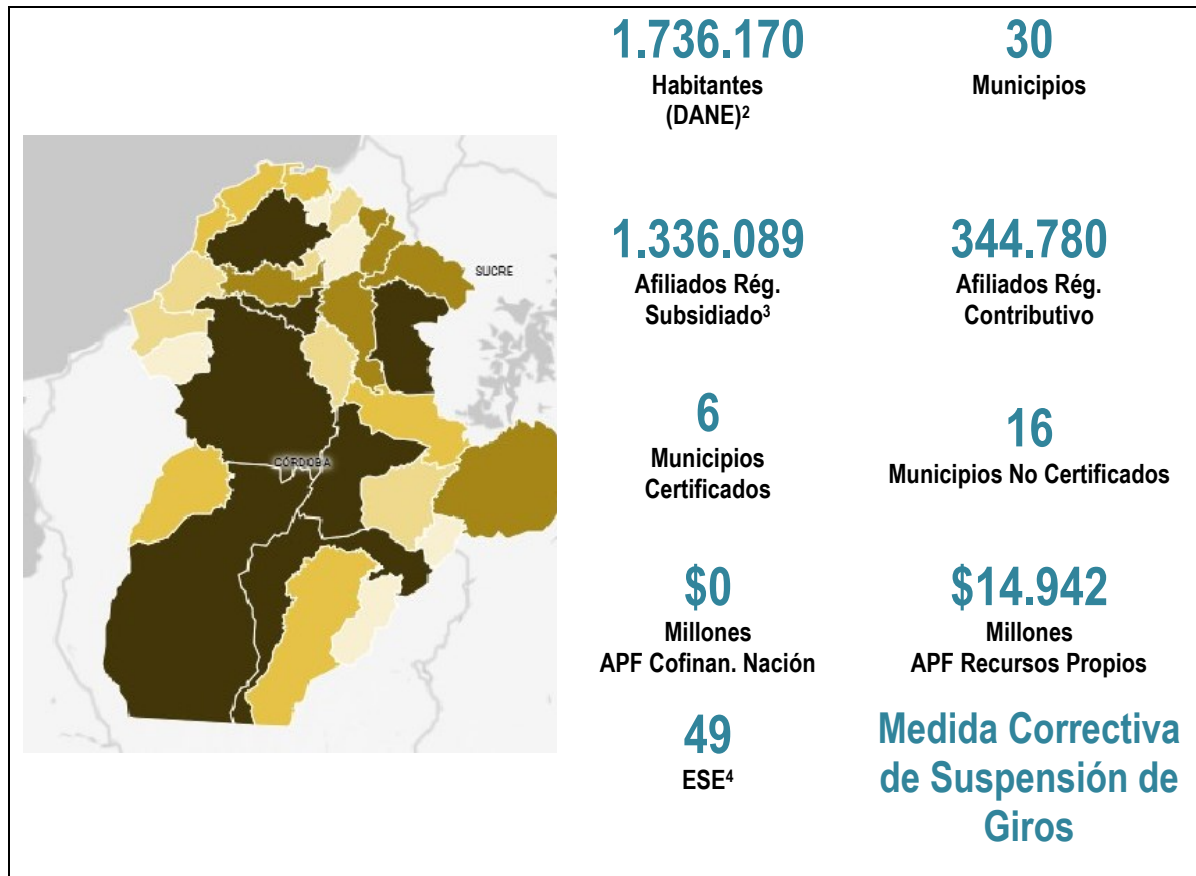 1.736.170
Habitantes
(DANE)²
30
Municipios
SUCRE
CÓRDOBA
1.336.089
Afiliados Rég.
Subsidiado³
344.780
Afiliados Rég.
Contributivo
6
Municipios
Certificados
16
Municipios No Certificados
$0
Millones
APF Cofinan. Nación
$14.942
Millones
APF Recursos Propios
49
ESE⁴
Medida Correctiva
de Suspensión de
Giros